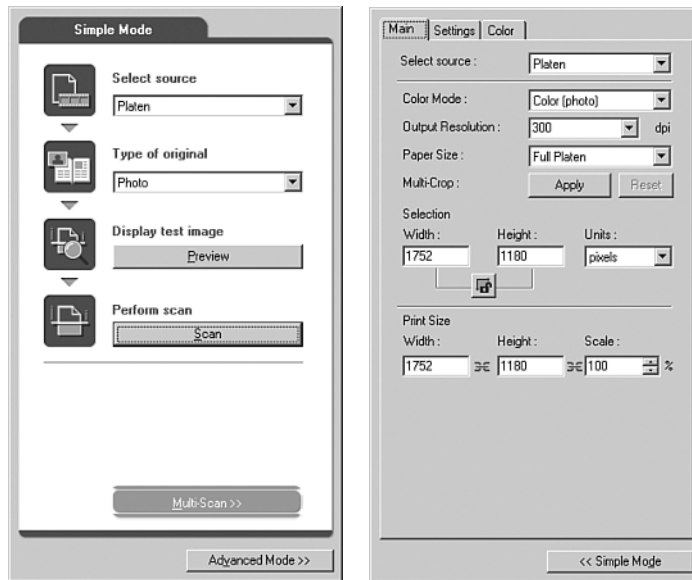 Simple Mode
Select source
Platen
Type of original
Photo
Display test image
Preview
Perform scan
Scan
Multi-Scan >>
Advanced Mode >>
Main Settings Color
Select source : Platen
Color Mode : Color (photo)
Output Resolution : 300 dpi
Paper Size : Full Platen
Multi-Crop : Apply Reset
Selection
Width : Height : Units :
1752 1180 pixels
Print Size
Width : Height : Scale :
1752 1180 100 %
<< Simple Mode